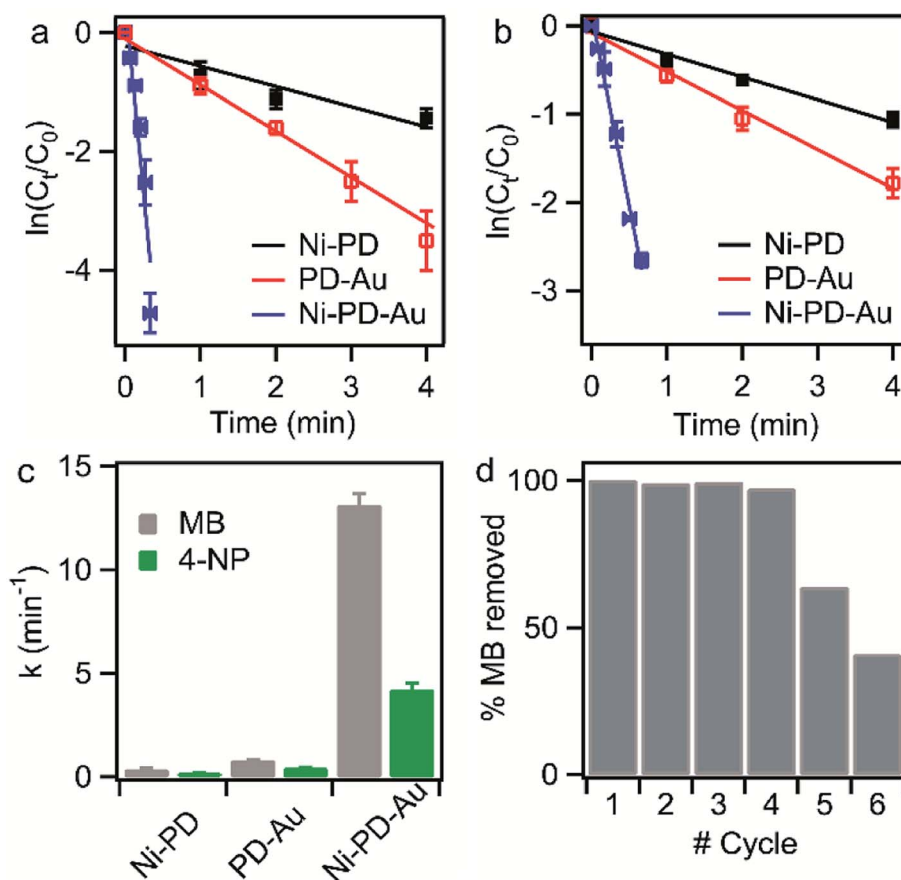 a
0
-2
-4
ln(Cₜ/C₀)
Ni-PD
PD-Au
Ni-PD-Au
0 1 2 3 4
Time (min)
b
0
-1
-2
-3
ln(Cₜ/C₀)
Ni-PD
PD-Au
Ni-PD-Au
0 1 2 3 4
Time (min)
c
15
10
5
0
k (min⁻¹)
MB
4-NP
Ni-PD
PD-Au
Ni-PD-Au
d
100
50
0
% MB removed
1 2 3 4 5 6
# Cycle